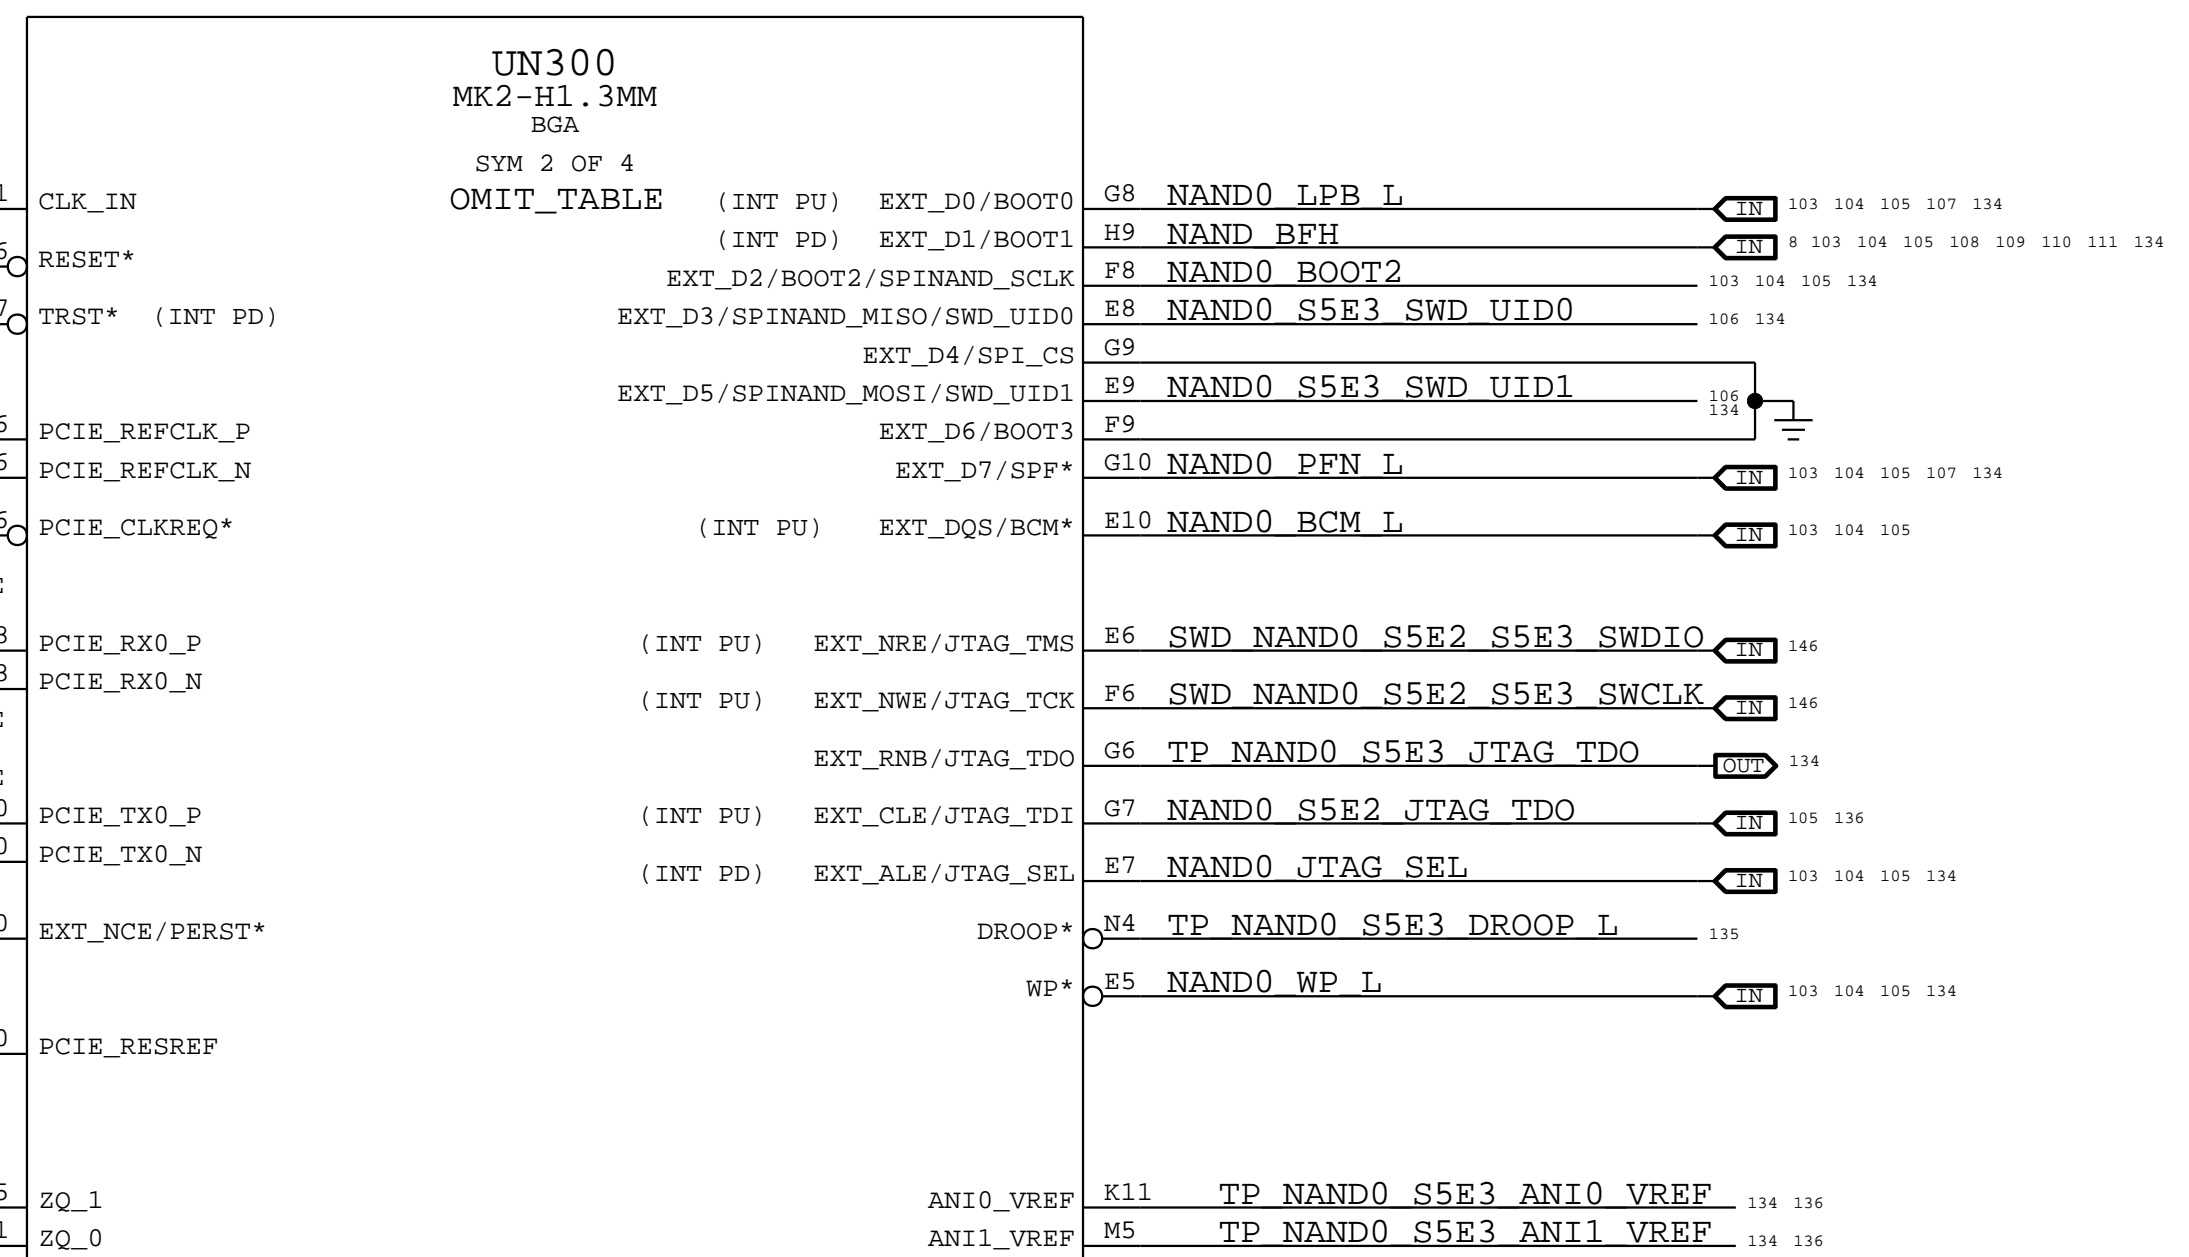 UN300
MK2-H1.3MM
BGA
SYM 2 OF 4
OMIT_TABLE
CLK_IN
(INT PU) EXT_D0/BOOT0 G8 NAND0_LPB_L IN 103 104 105 107 134
(INT PD) EXT_D1/BOOT1 H9 NAND_BFH IN 8 103 104 105 108 109 110 111 134
RESET*
EXT_D2/BOOT2/SPINAND_SCLK F8 NAND0_BOOT2 103 104 105 134
TRST* (INT PD)
EXT_D3/SPINAND_MISO/SWD_UID0 E8 NAND0_S5E3_SWD_UID0 106 134
EXT_D4/SPI_CS G9
EXT_D5/SPINAND_MOSI/SWD_UID1 E9 NAND0_S5E3_SWD_UID1 106
134
PCIE_REFCLK_P
EXT_D6/BOOT3 F9
PCIE_REFCLK_N
EXT_D7/SPF* G10 NAND0_PFN_L IN 103 104 105 107 134
PCIE_CLKREQ*
(INT PU) EXT_DQS/BCM* E10 NAND0_BCM_L IN 103 104 105
PCIE_RX0_P
(INT PU) EXT_NRE/JTAG_TMS E6 SWD_NAND0_S5E2_S5E3_SWDIO IN 146
PCIE_RX0_N
(INT PU) EXT_NWE/JTAG_TCK F6 SWD_NAND0_S5E2_S5E3_SWCLK IN 146
EXT_RNB/JTAG_TDO G6 TP_NAND0_S5E3_JTAG_TDO OUT 134
PCIE_TX0_P
(INT PU) EXT_CLE/JTAG_TDI G7 NAND0_S5E2_JTAG_TDO IN 105 136
PCIE_TX0_N
(INT PD) EXT_ALE/JTAG_SEL E7 NAND0_JTAG_SEL IN 103 104 105 134
EXT_NCE/PERST*
DROOP* N4 TP_NAND0_S5E3_DROOP_L 135
WP* E5 NAND0_WP_L IN 103 104 105 134
PCIE_RESREF
ZQ_1
ANI0_VREF K11 TP_NAND0_S5E3_ANI0_VREF 134 136
ZQ_0
ANI1_VREF M5 TP_NAND0_S5E3_ANI1_VREF 134 136